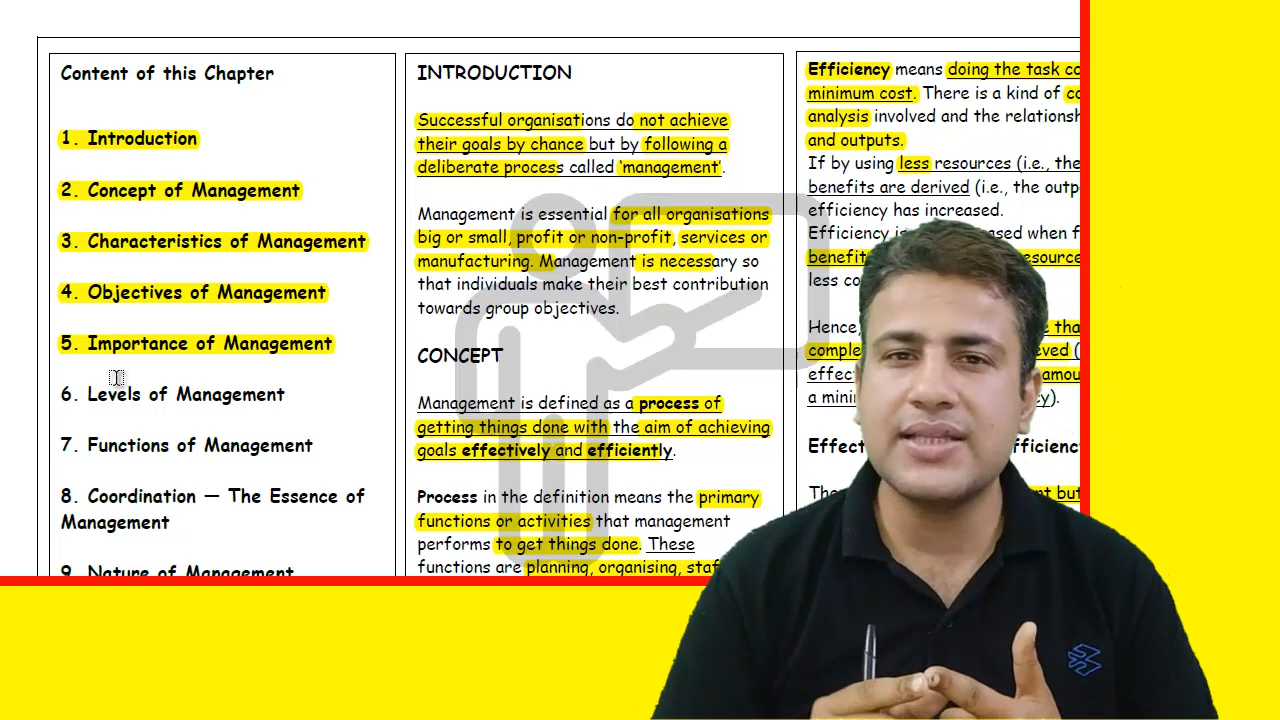 Content of this Chapter
1. Introduction
2. Concept of Management
3. Characteristics of Management
4. Objectives of Management
5. Importance of Management
6. Levels of Management
7. Functions of Management
8. Coordination — The Essence of
Management
9. Nature of Management
INTRODUCTION
Successful organisations do not achieve
their goals by chance but by following a
deliberate process called ‘management’.
Management is essential for all organisations
big or small, profit or non-profit, services or
manufacturing. Management is necessary so
that individuals make their best contribution
towards group objectives.
CONCEPT
Management is defined as a process of
getting things done with the aim of achieving
goals effectively and efficiently.
Process in the definition means the primary
functions or activities that management
performs to get things done. These
functions are planning, organising,
Efficiency means doing the task
minimum cost. There is a kind of
analysis involved and the
and outputs.
If by using less resources (i.e., the
benefits are derived (i.e., the
efficiency has increased.
Efficiency is when
less
Hence,
a